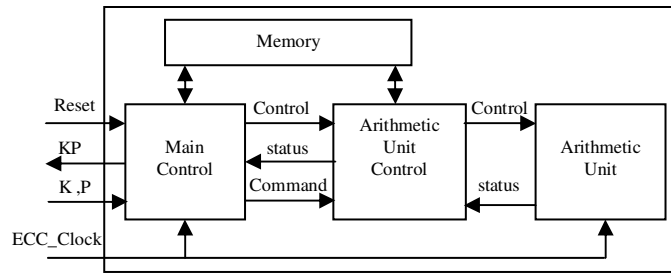 Memory
Reset
Control
Control
Main
Control
Arithmetic
Unit
Control
Arithmetic
Unit
KP
status
K ,P
Command
status
ECC_Clock